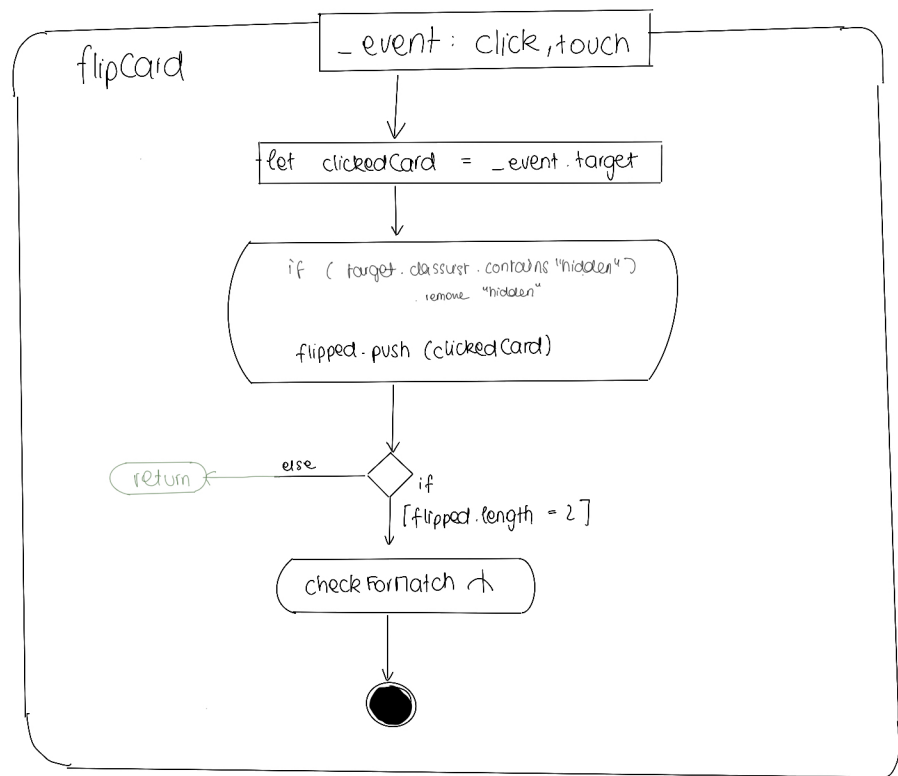 _event: click, touch
flipCard
let clickedCard = _event.target
if (target.classList.contains "hidden")
.remove "hidden"
flipped.push (clickedCard)
else
return
if
[flipped.length = 2]
checkForMatch